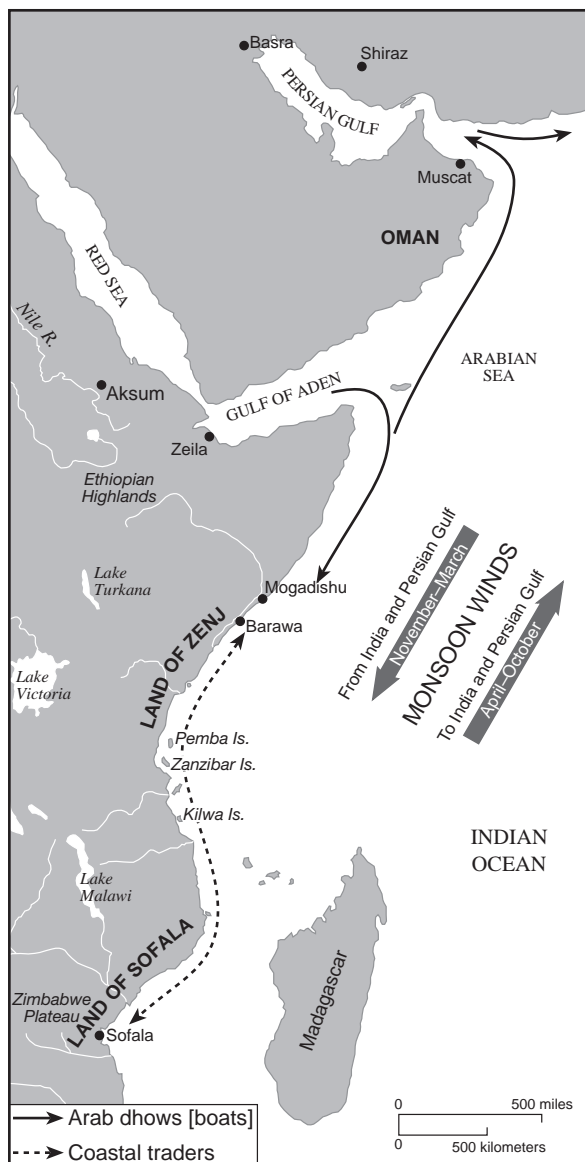 Basra
Shiraz
PERSIAN GULF
Muscat
OMAN
RED SEA
Nile R.
ARABIAN
SEA
Aksum
GULF OF ADEN
Zeila
Ethiopian
Highlands
Lake
Turkana
Mogadishu
Barawa
LAND OF ZENJ
Lake
Victoria
From India and Persian Gulf
November–March
MONSOON WINDS
To India and Persian Gulf
April–October
Pemba Is.
Zanzibar Is.
Kilwa Is.
INDIAN
OCEAN
Lake
Malawi
LAND OF SOFALA
Madagascar
Zimbabwe
Plateau
Sofala
Arab dhows [boats]
Coastal traders
0 500 miles
0 500 kilometers